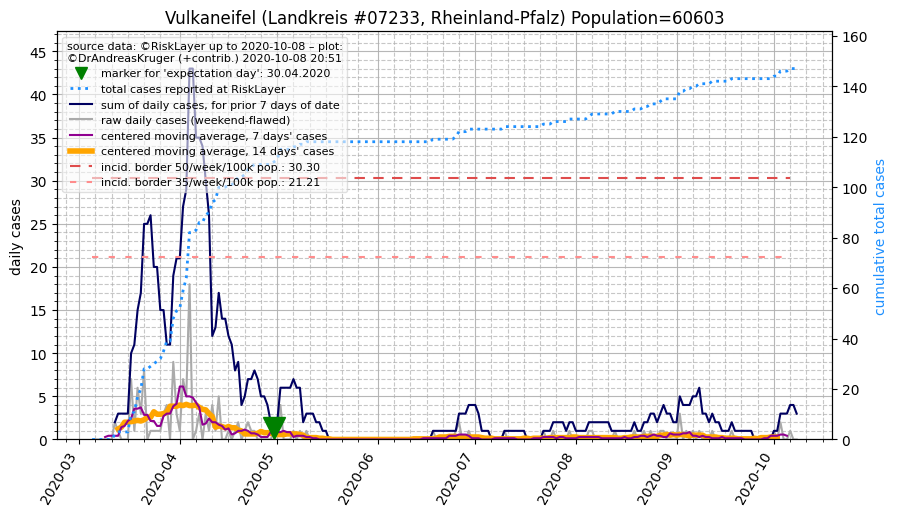 Vulkaneifel (Landkreis #07233, Rheinland-Pfalz) Population=60603
source data: ©RiskLayer up to 2020-10-08 – plot:
©DrAndreasKruger (+contrib.) 2020-10-08 20:51
marker for 'expectation day': 30.04.2020
total cases reported at RiskLayer
sum of daily cases, for prior 7 days of date
raw daily cases (weekend-flawed)
centered moving average, 7 days' cases
centered moving average, 14 days' cases
incid. border 50/week/100k pop.: 30.30
incid. border 35/week/100k pop.: 21.21
daily cases
45
40
35
30
25
20
15
10
5
0
cumulative total cases
160
140
120
100
80
60
40
20
0
2020-03
2020-04
2020-05
2020-06
2020-07
2020-08
2020-09
2020-10